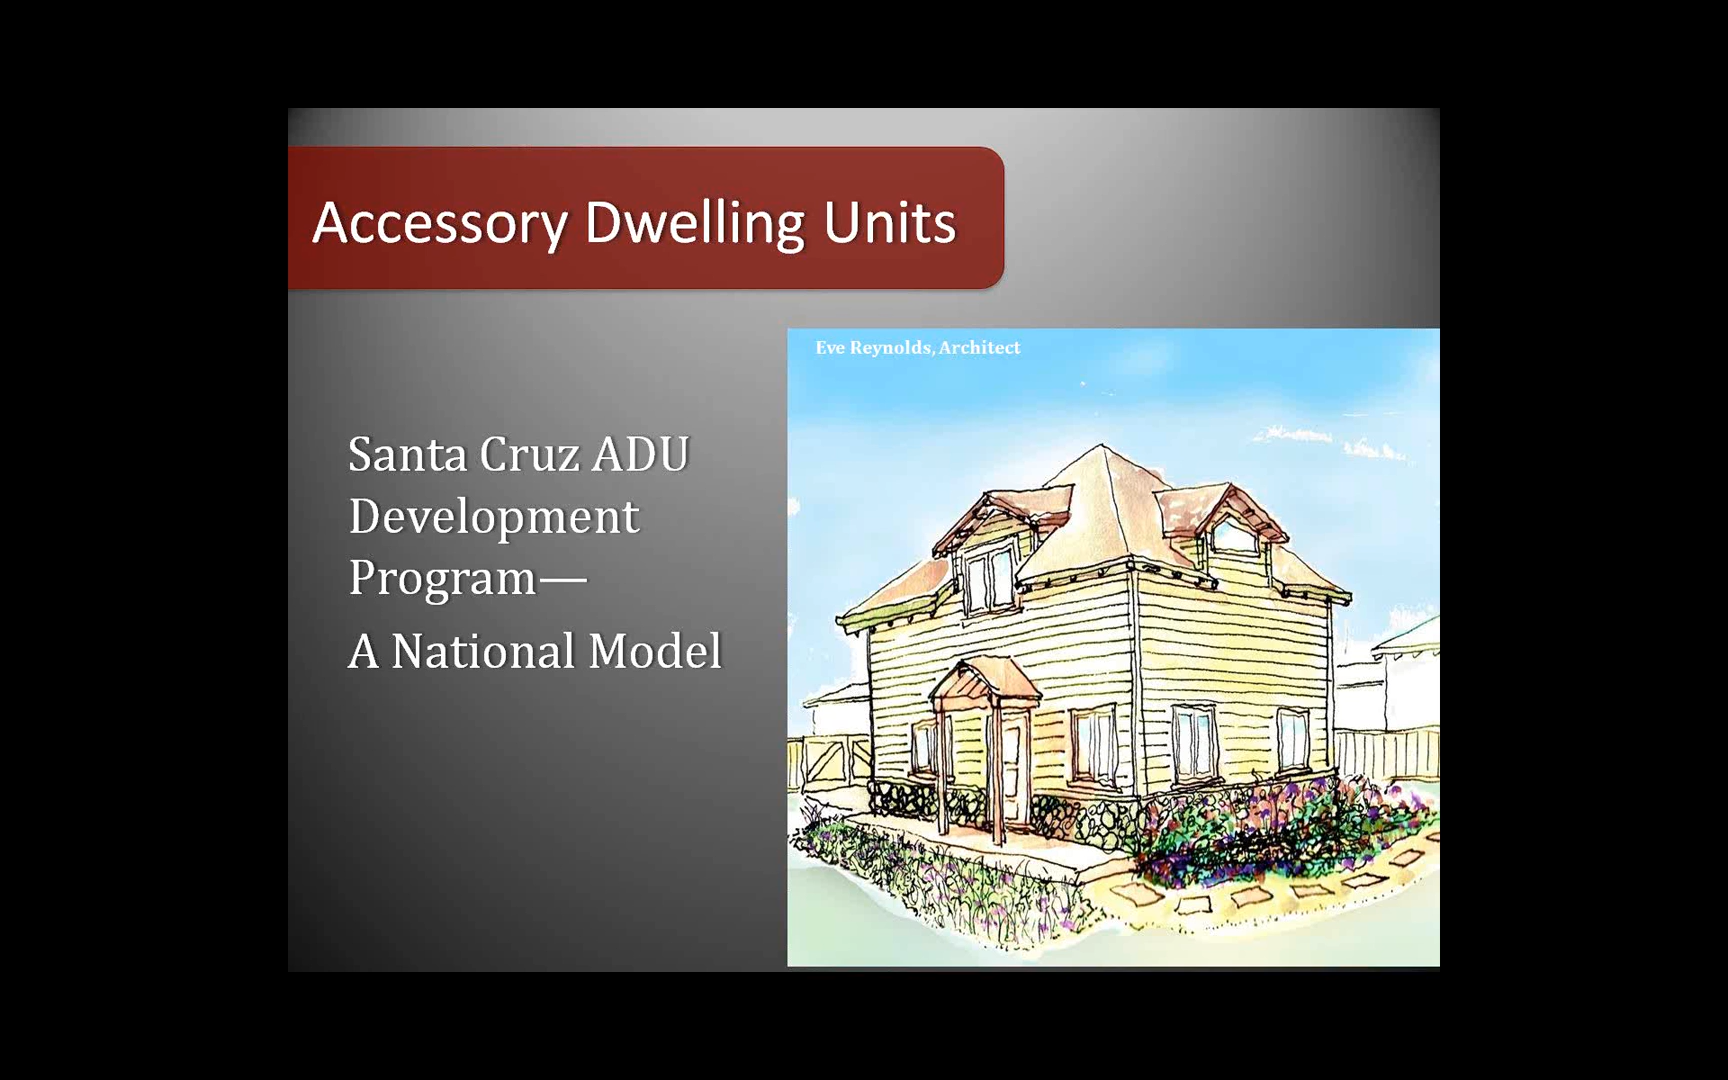 Accessory Dwelling Units
Eve Reynolds, Architect
Santa Cruz ADU
Development
Program—
A National Model